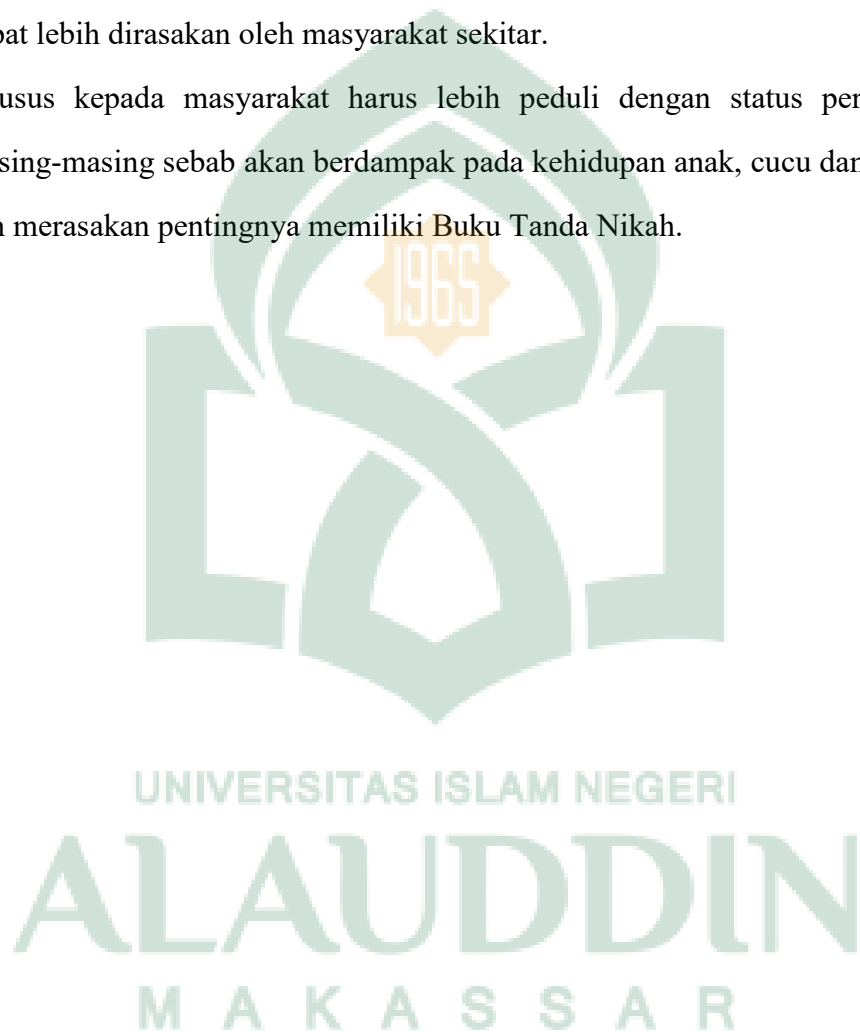 pat lebih dirasakan oleh masyarakat sekitar.
usus kepada masyarakat harus lebih peduli dengan status per
sing-masing sebab akan berdampak pada kehidupan anak, cucu dan
n merasakan pentingnya memiliki Buku Tanda Nikah.
1965
UNIVERSITAS ISLAM NEGERI
ALAUDDIN
MAKASSAR